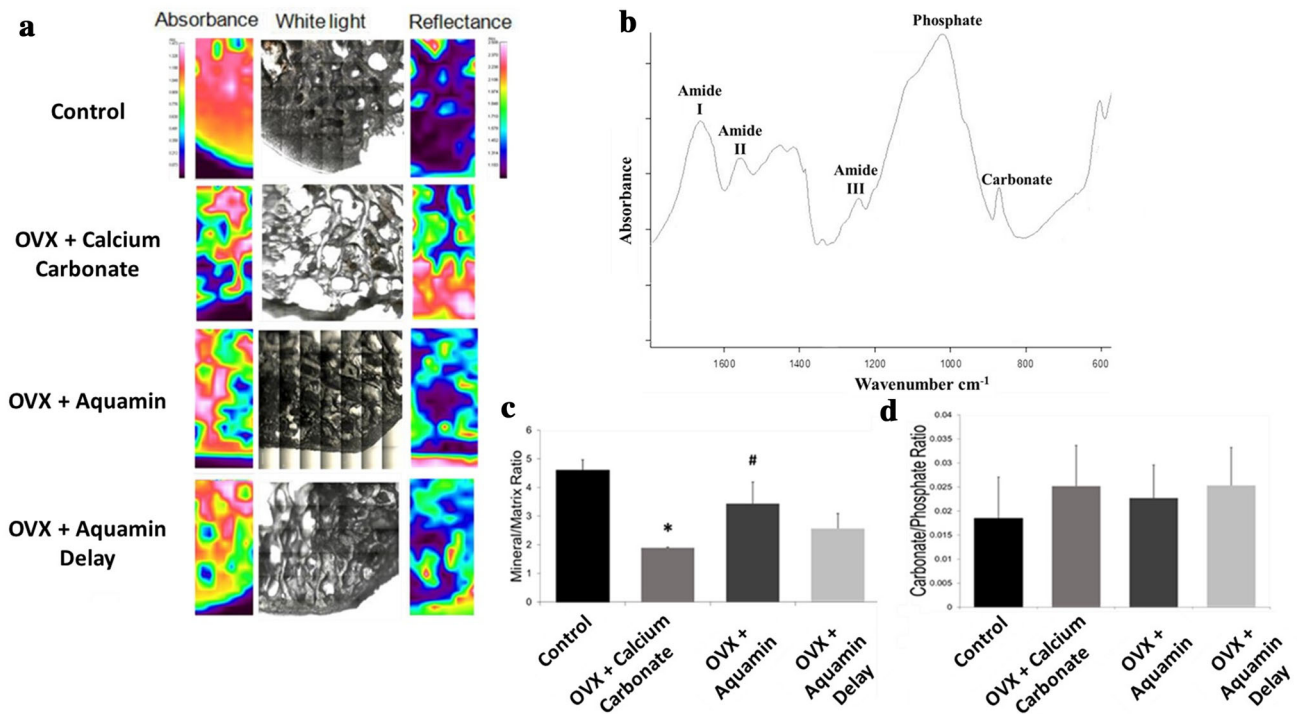 a
Absorbance White light Reflectance
Control
OVX + Calcium
Carbonate
OVX + Aquamin
OVX + Aquamin
Delay
b
Phosphate
Amide
I
Amide
II
Amide
III
Carbonate
Absorbance
1600 1400 1200 1000 800 600
Wavenumber cm-1
c
Mineral/Matrix Ratio
6
5
4
3
2
1
0
*
#
Control
OVX + Calcium
Carbonate
OVX +
Aquamin
OVX +
Aquamin
Delay
d
Carbonate/Phosphate Ratio
0.04
0.035
0.03
0.025
0.02
0.015
0.01
0.005
0
Control
OVX + Calcium
Carbonate
OVX +
Aquamin
OVX +
Aquamin
Delay